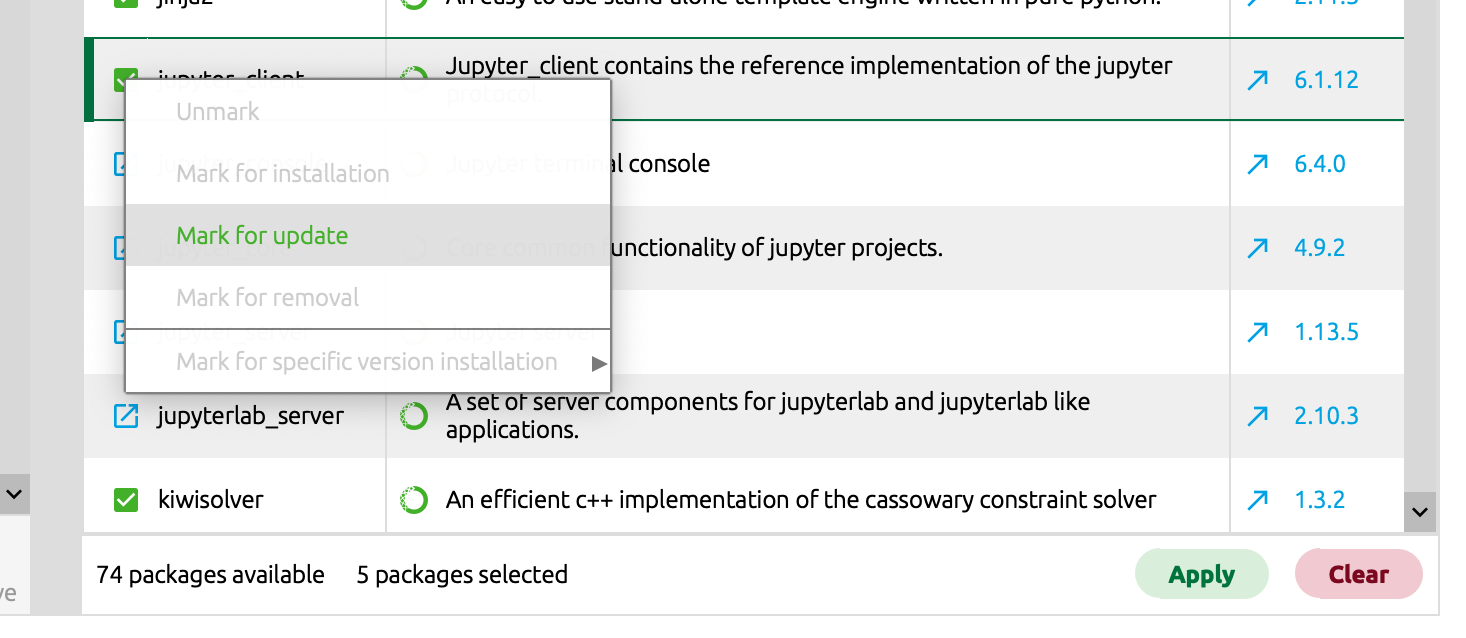 jinja2
An easy to use stand-alone template engine written in pure python.
2.11.3
jupyter_client
Jupyter_client contains the reference implementation of the jupyter
protocol.
6.1.12
Unmark
Jupyter terminal console
6.4.0
Mark for installation
Mark for update
Core common functionality of jupyter projects.
4.9.2
Mark for removal
jupyter_server
Jupyter server
1.13.5
Mark for specific version installation
jupyterlab_server
A set of server components for jupyterlab and jupyterlab like
applications.
2.10.3
kiwisolver
An efficient c++ implementation of the cassowary constraint solver
1.3.2
74 packages available
5 packages selected
Apply
Clear